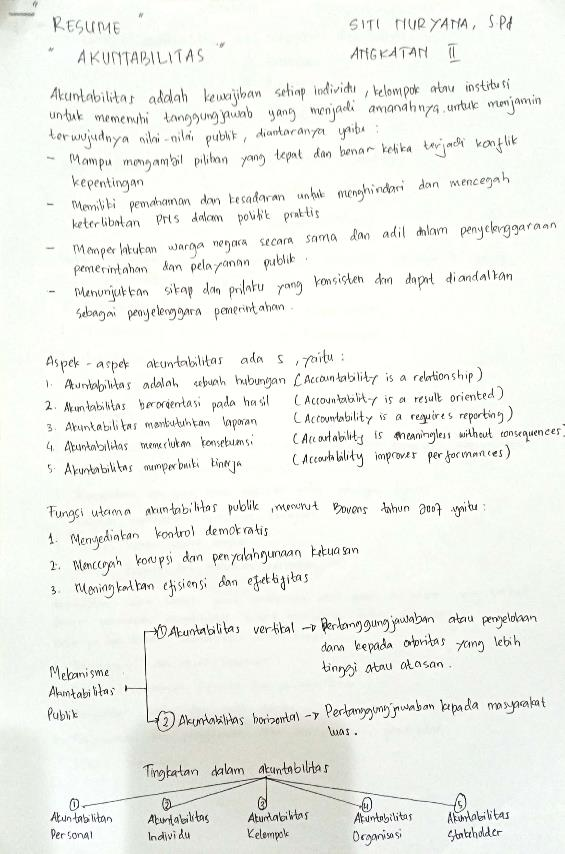 RESUME "
" AKUNTABILITAS "
SITI NURYANA, S.Pd
ANGKATAN II
Akuntabilitas adalah kewajiban setiap individu, kelompok atau institusi
untuk memenuhi tanggung jawab yang menjadi amanahnya. untuk menjamin
terwujudnya nilai-nilai publik, diantaranya yaitu :
- Mampu mengambil pilihan yang tepat dan benar ketika terjadi konflik
kepentingan
- Memiliki pemahaman dan kesadaran untuk menghindari dan mencegah
keterlibatan PNS dalam politik praktis
- Memperlakukan warga negara secara sama dan adil dalam penyelenggaraan
pemerintahan dan pelayanan publik.
- Menunjukkan sikap dan prilaku yang konsisten dan dapat diandalkan
sebagai penyelenggara pemerintahan.
Aspek-aspek akuntabilitas ada 5, yaitu :
1. Akuntabilitas adalah sebuah hubungan (Accountability is a relationship)
2. Akuntabilitas berorientasi pada hasil (Accountability is a result oriented)
3. Akuntabilitas membutuhkan laporan (Accountability is a requires reporting)
4. Akuntabilitas memerlukan konsekuensi (Accountability is meaningless without consequences)
5. Akuntabilitas memperbaiki kinerja (Accountability improves performances)
Fungsi utama akuntabilitas publik, menurut Bovens tahun 2007 yaitu :
1. Menyediakan kontrol demokratis
2. Mencegah korupsi dan penyalahgunaan kekuasan
3. Meningkatkan efisiensi dan efektifitas
Mekanisme
Akuntabilitas
Publik
① Akuntabilitas vertikal → Pertanggungjawaban atau pengelolaan
dana kepada otoritas yang lebih
tinggi atau atasan.
② Akuntabilitas horizontal → Pertanggungjawaban kepada masyarakat
luas.
Tingkatan dalam akuntabilitas
① ② ③ ④ ⑤
Akuntabilitas Akuntabilitas Akuntabilitas Akuntabilitas Akuntabilitas
Personal Individu Kelompok Organisasi Stakeholder